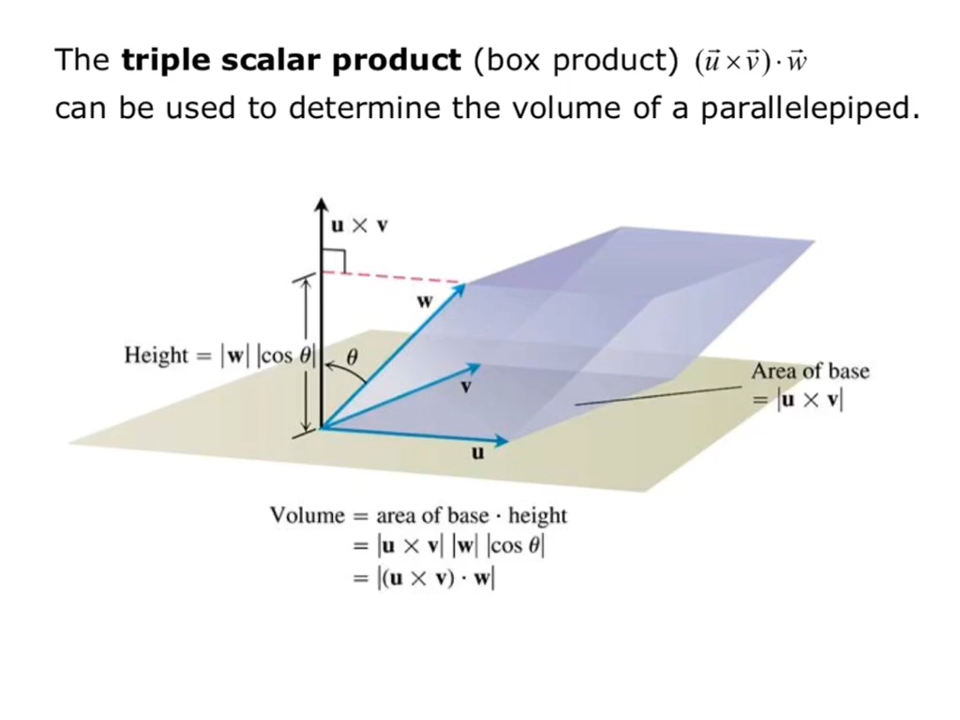 The triple scalar product (box product) (u⃗ × v⃗) · w⃗
can be used to determine the volume of a parallelepiped.
u × v
w
Height = |w| |cos θ|
θ
v
Area of base
= |u × v|
u
Volume = area of base · height
= |u × v| |w| |cos θ|
= |(u × v) · w|